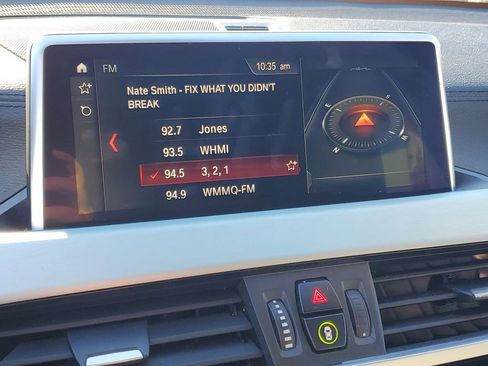 FM 10:35 am
Nate Smith - FIX WHAT YOU DIDN'T
BREAK
92.7 Jones
93.5 WHMI
94.5 3, 2, 1
94.9 WMMQ-FM
E
S
N